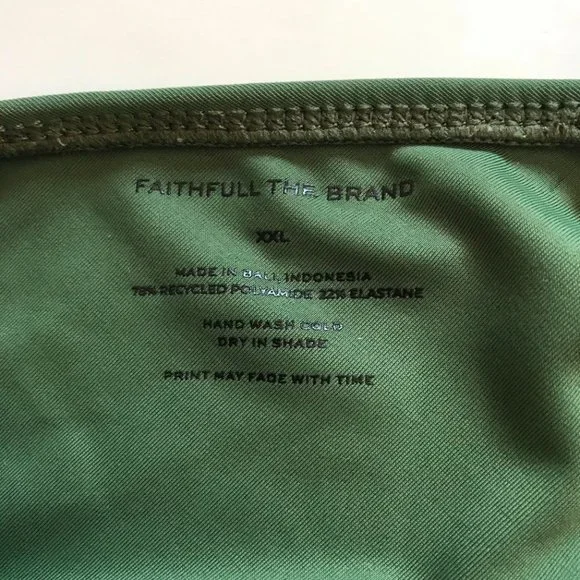 FAITHFULL THE BRAND
XXL
MADE IN BALI, INDONESIA
78% RECYCLED POLYAMIDE 22% ELASTANE
HAND WASH COLD
DRY IN SHADE
PRINT MAY FADE WITH TIME